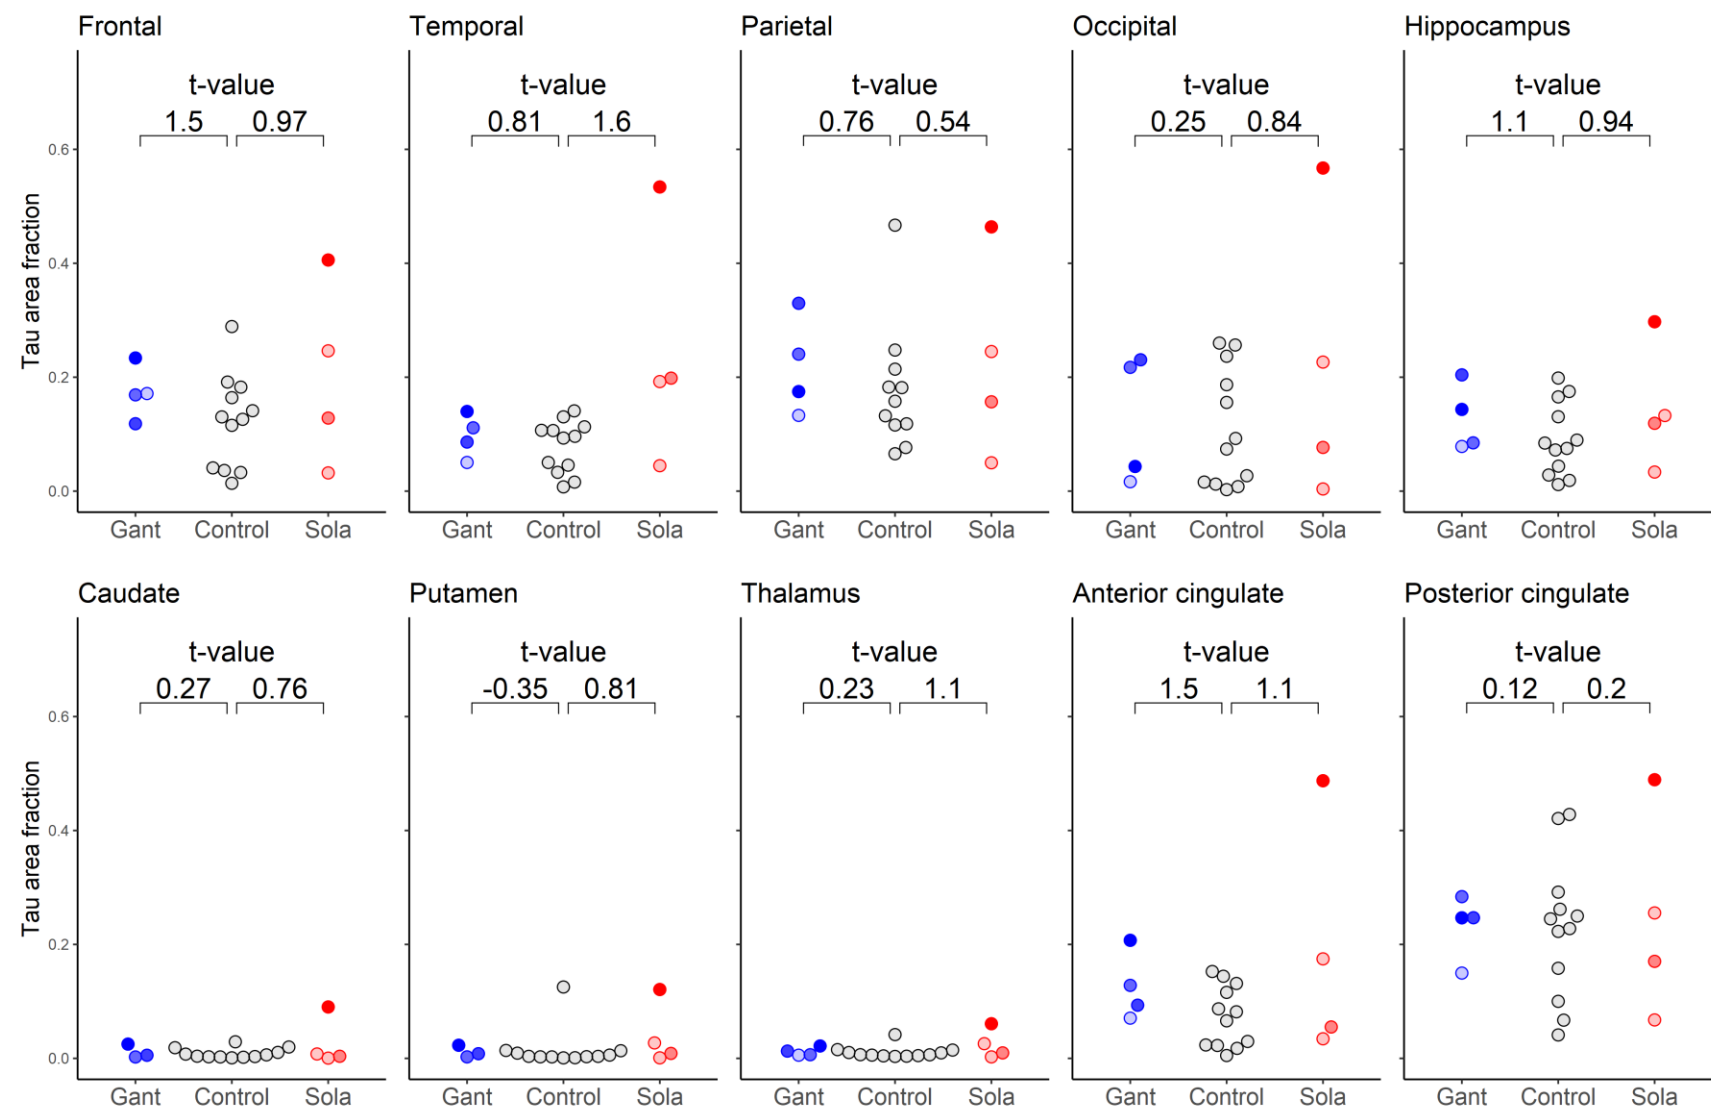 Frontal Temporal Parietal Occipital Hippocampus
t-value t-value t-value t-value t-value
1.5 0.97 0.81 1.6 0.76 0.54 0.25 0.84 1.1 0.94
Tau area fraction
0.6
0.4
0.2
0.0
Gant Control Sola Gant Control Sola Gant Control Sola Gant Control Sola Gant Control Sola
Caudate Putamen Thalamus Anterior cingulate Posterior cingulate
t-value t-value t-value t-value t-value
0.27 0.76 -0.35 0.81 0.23 1.1 1.5 1.1 0.12 0.2
Tau area fraction
0.6
0.4
0.2
0.0
Gant Control Sola Gant Control Sola Gant Control Sola Gant Control Sola Gant Control Sola